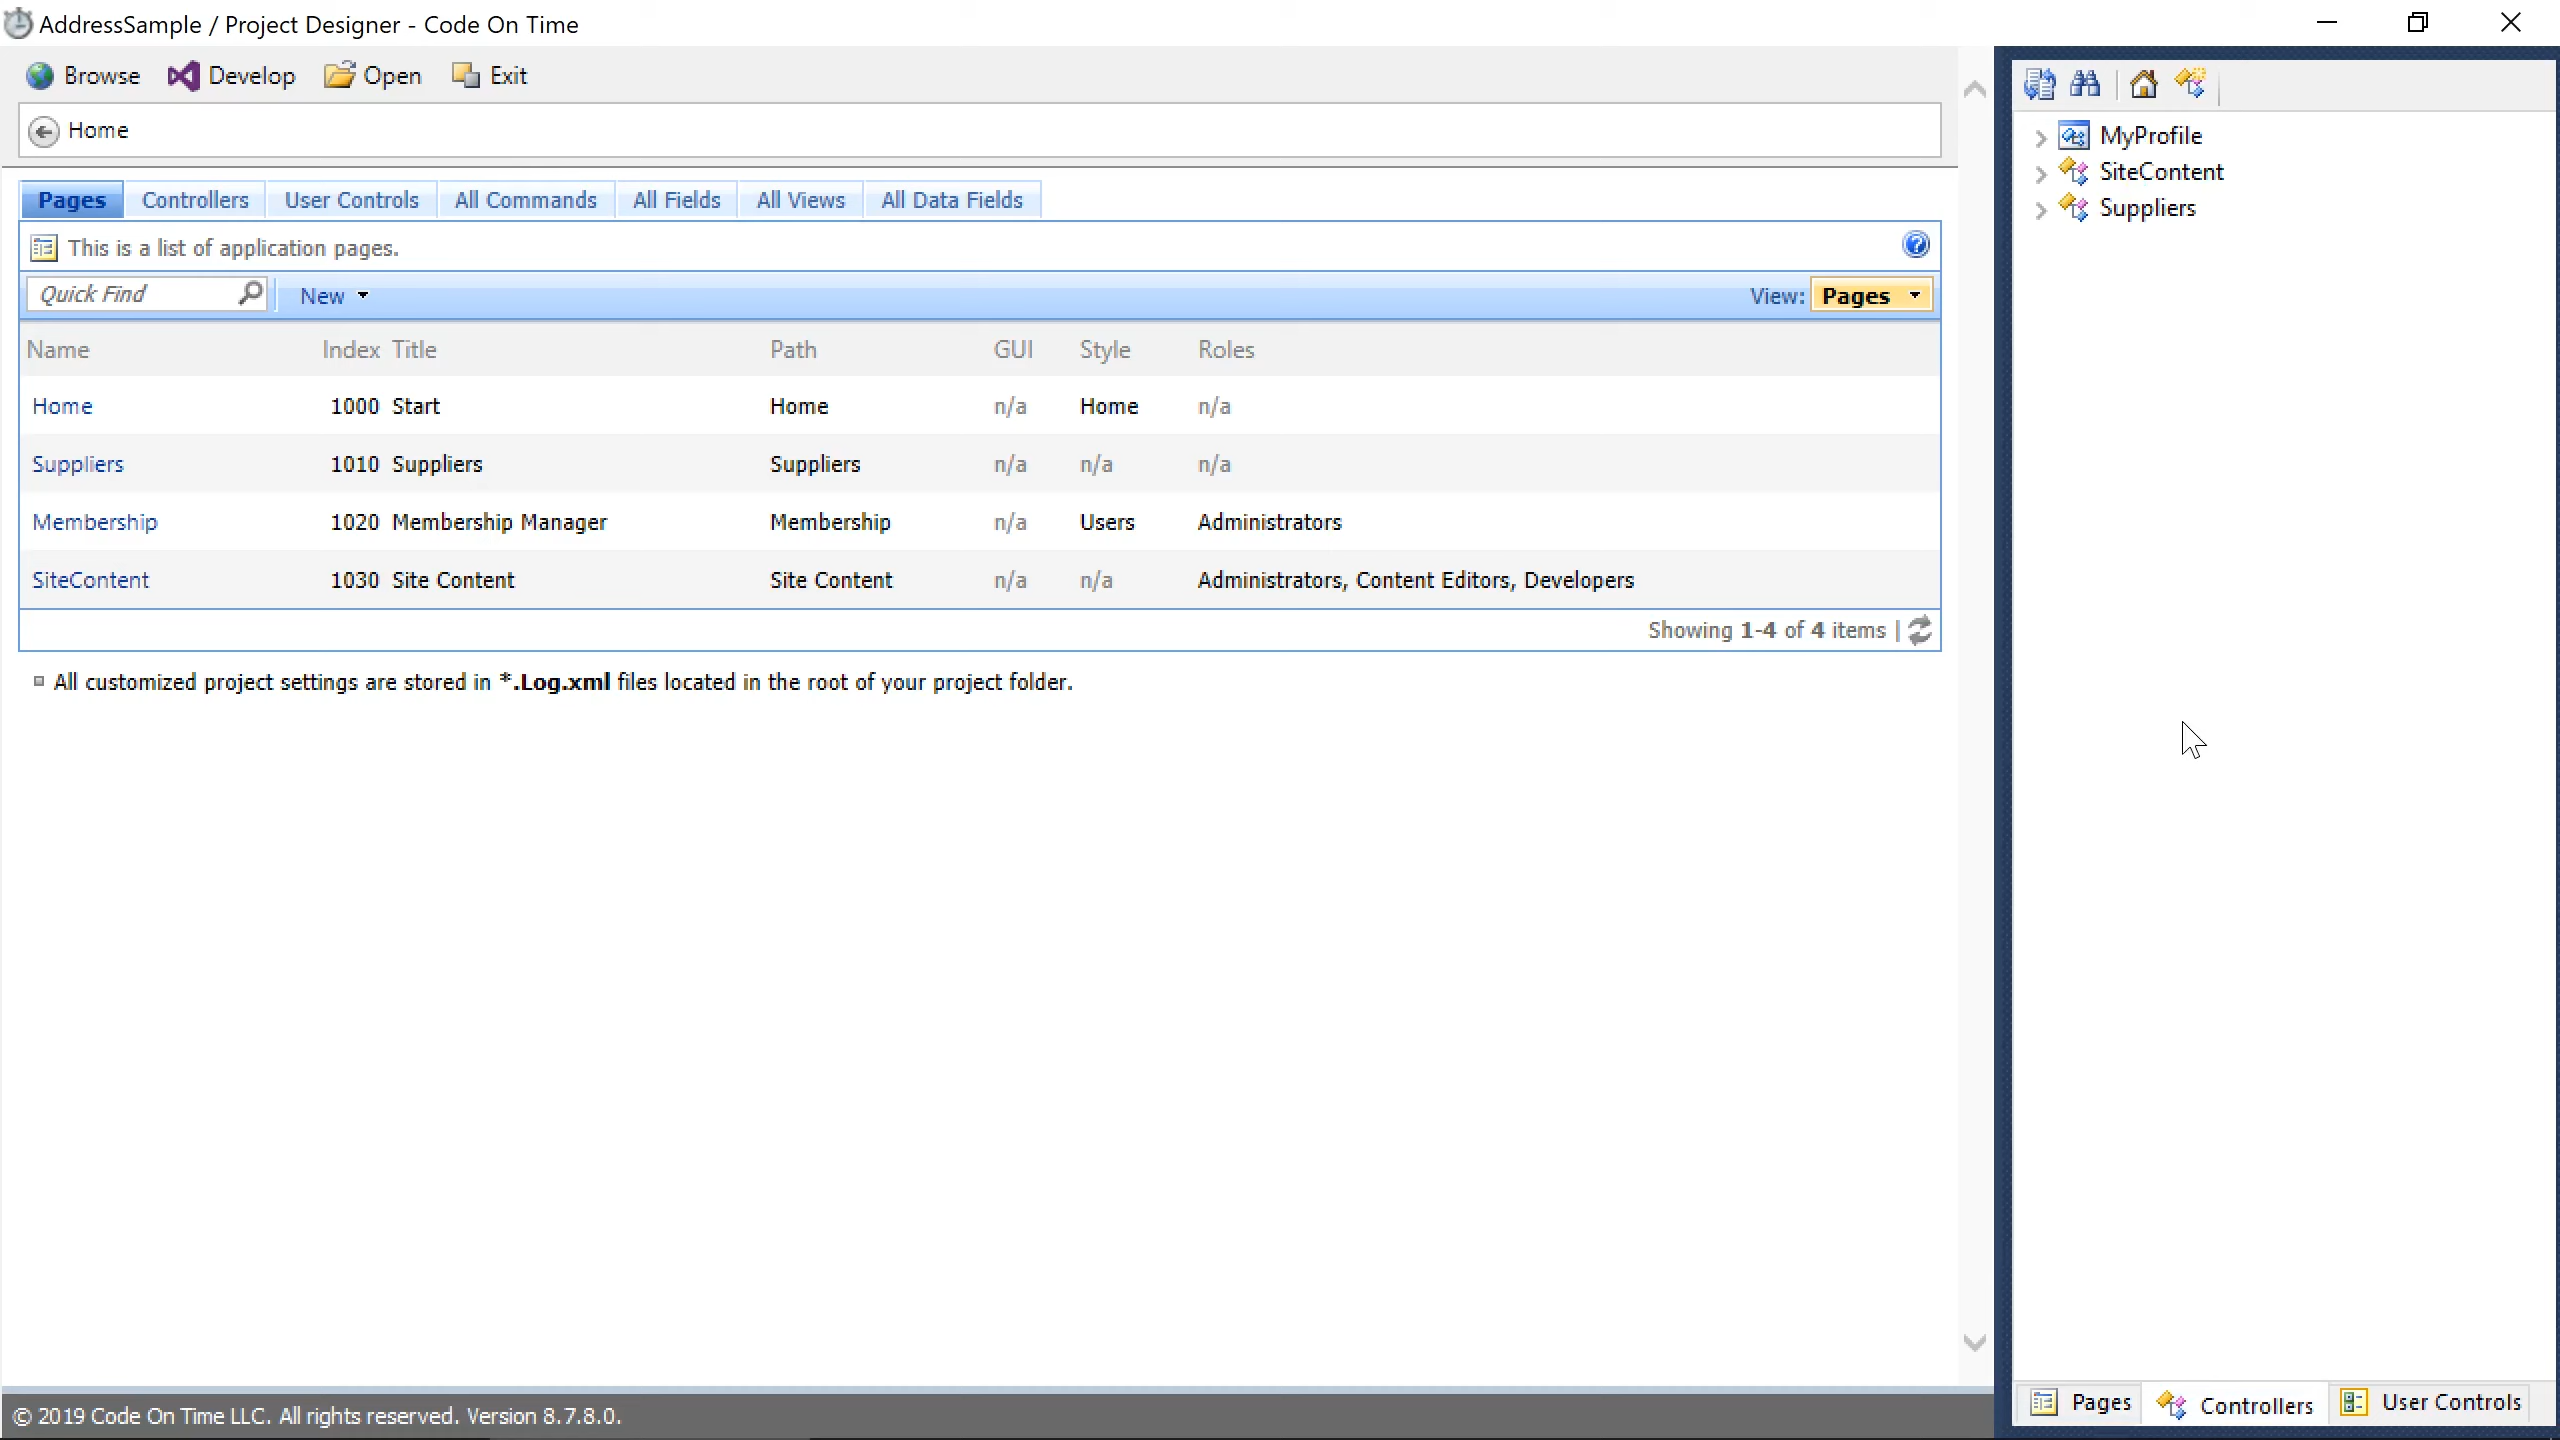 AddressSample / Project Designer - Code On Time
Browse Develop Open Exit
Home
Pages Controllers User Controls All Commands All Fields All Views All Data Fields
This is a list of application pages.
Quick Find New View: Pages
Name Index Title Path GUI Style Roles
Home 1000 Start Home n/a Home n/a
Suppliers 1010 Suppliers Suppliers n/a n/a n/a
Membership 1020 Membership Manager Membership n/a Users Administrators
SiteContent 1030 Site Content Site Content n/a n/a Administrators, Content Editors, Developers
Showing 1-4 of 4 items |
All customized project settings are stored in *.Log.xml files located in the root of your project folder.
© 2019 Code On Time LLC. All rights reserved. Version 8.7.8.0.
MyProfile
SiteContent
Suppliers
Pages Controllers User Controls